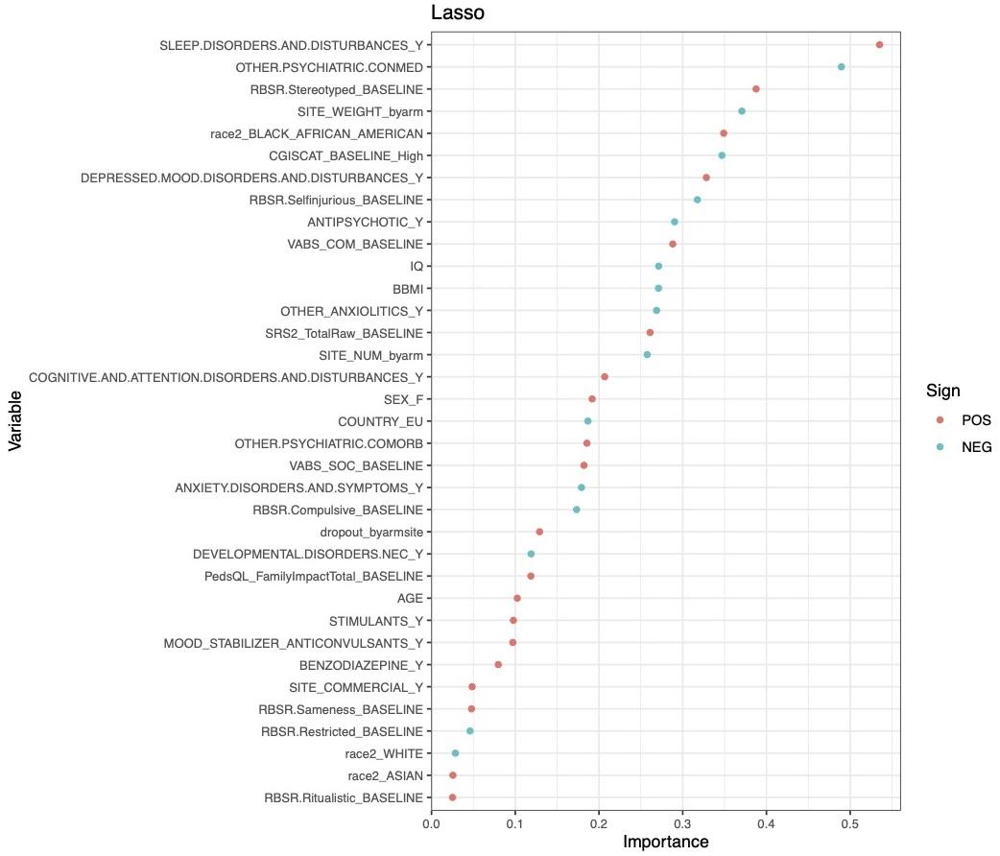 Lasso
SLEEP.DISORDERS.AND.DISTURBANCES_Y
OTHER.PSYCHIATRIC.CONMED
RBSR.Stereotyped_BASELINE
SITE_WEIGHT_byarm
race2_BLACK_AFRICAN_AMERICAN
CGISCAT_BASELINE_High
DEPRESSED.MOOD.DISORDERS.AND.DISTURBANCES_Y
RBSR.Selfinjurious_BASELINE
ANTIPSYCHOTIC_Y
VABS_COM_BASELINE
IQ
BBMI
OTHER_ANXIOLITICS_Y
SRS2_TotalRaw_BASELINE
SITE_NUM_byarm
COGNITIVE.AND.ATTENTION.DISORDERS.AND.DISTURBANCES_Y
SEX_F
COUNTRY_EU
OTHER.PSYCHIATRIC.COMORB
VABS_SOC_BASELINE
ANXIETY.DISORDERS.AND.SYMPTOMS_Y
RBSR.Compulsive_BASELINE
dropout_byarmsite
DEVELOPMENTAL.DISORDERS.NEC_Y
PedsQL_FamilyImpactTotal_BASELINE
AGE
STIMULANTS_Y
MOOD_STABILIZER_ANTICONVULSANTS_Y
BENZODIAZEPINE_Y
SITE_COMMERCIAL_Y
RBSR.Sameness_BASELINE
RBSR.Restricted_BASELINE
race2_WHITE
race2_ASIAN
RBSR.Ritualistic_BASELINE
Variable
0.0 0.1 0.2 0.3 0.4 0.5
Importance
Sign
POS
NEG